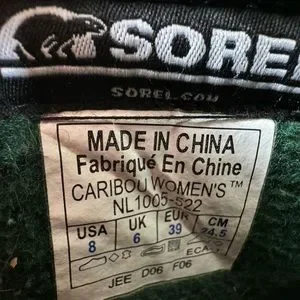 SOREL
SOREL.COM
MADE IN CHINA
Fabriqué En Chine
CARIBOU WOMEN'S™
NL1005-522
USA UK EUR CM
8 6 39 24.5
JEE D06 F06